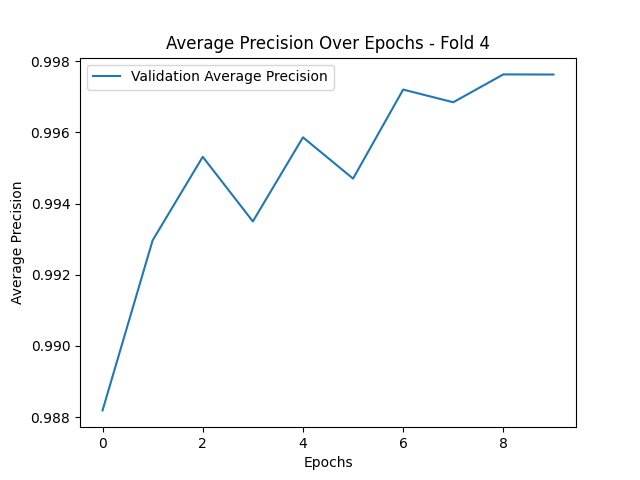 Average Precision Over Epochs - Fold 4
Validation Average Precision
0.998
0.996
0.994
0.992
0.990
0.988
Average Precision
0 2 4 6 8
Epochs